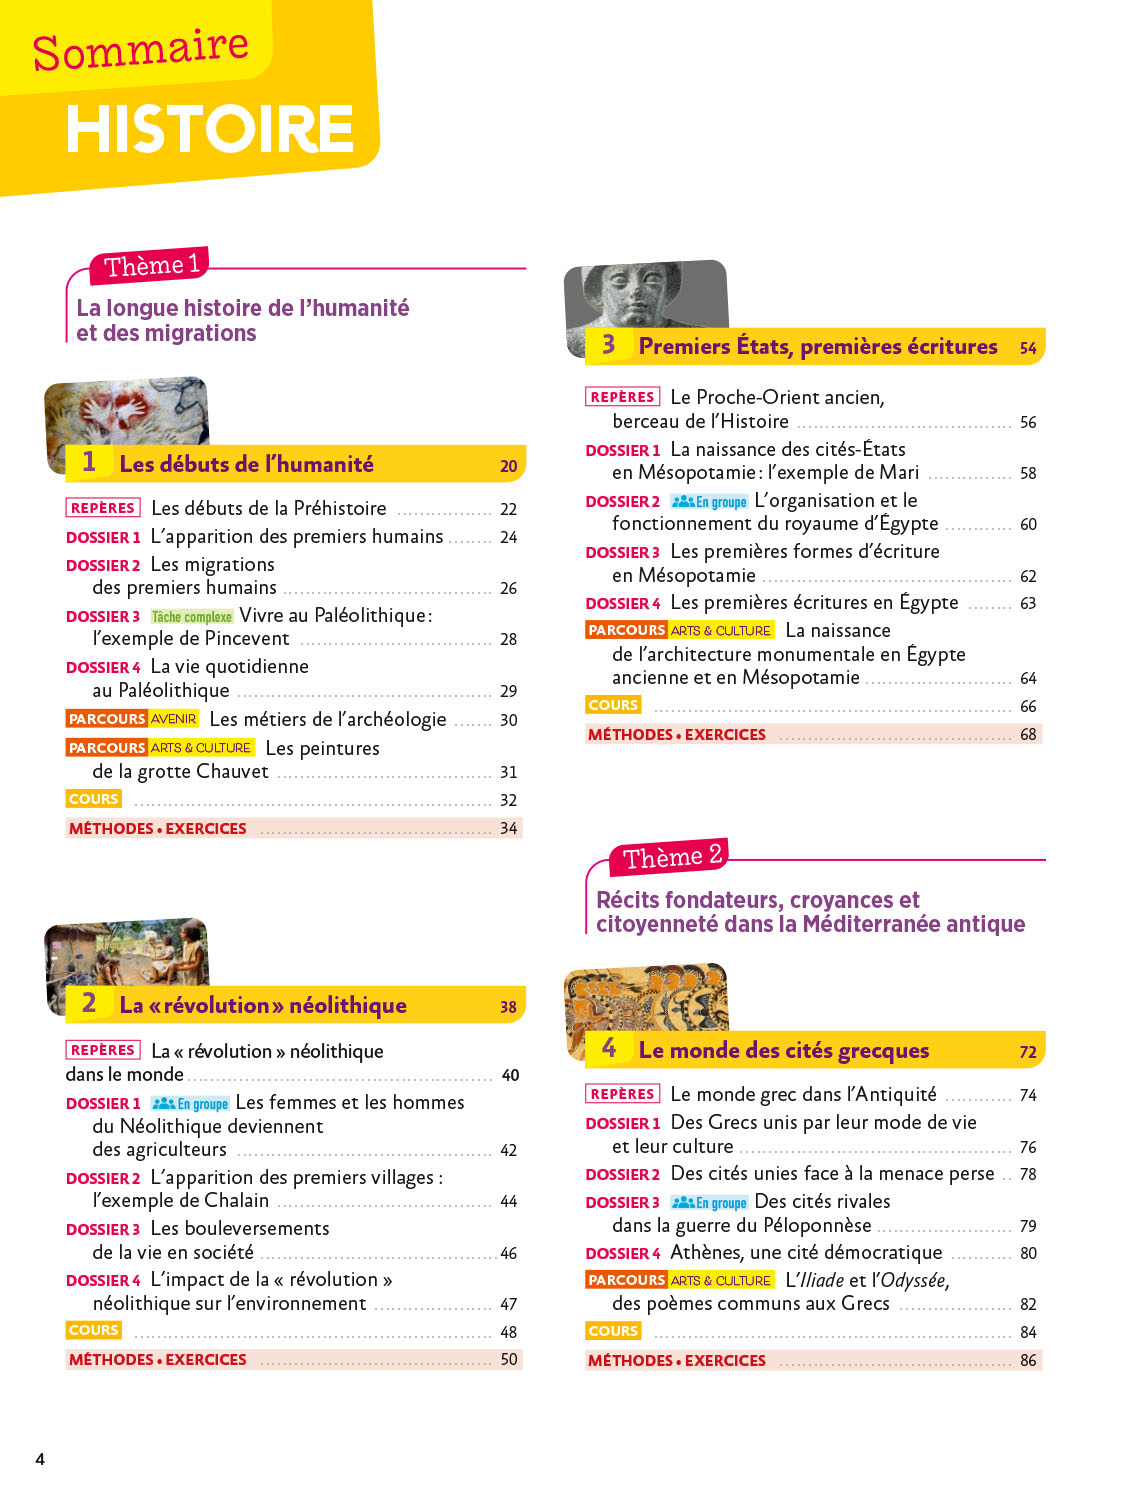 Sommaire
HISTOIRE
Thème 1
La longue histoire de l'humanité
et des migrations
1 Les débuts de l'humanité 20
REPÈRES Les débuts de la Préhistoire 22
DOSSIER 1 L'apparition des premiers humains 24
DOSSIER 2 Les migrations
des premiers humains 26
DOSSIER 3 Tâche complexe Vivre au Paléolithique :
l'exemple de Pincevent 28
DOSSIER 4 La vie quotidienne
au Paléolithique 29
PARCOURS AVENIR Les métiers de l'archéologie 30
PARCOURS ARTS & CULTURE Les peintures
de la grotte Chauvet 31
COURS 32
MÉTHODES • EXERCICES 34
2 La « révolution » néolithique 38
REPÈRES La « révolution » néolithique
dans le monde 40
DOSSIER 1 En groupe Les femmes et les hommes
du Néolithique deviennent
des agriculteurs 42
DOSSIER 2 L'apparition des premiers villages :
l'exemple de Chalain 44
DOSSIER 3 Les bouleversements
de la vie en société 46
DOSSIER 4 L'impact de la « révolution »
néolithique sur l'environnement 47
COURS 48
MÉTHODES • EXERCICES 50
3 Premiers États, premières écritures 54
REPÈRES Le Proche-Orient ancien,
berceau de l'Histoire 56
DOSSIER 1 La naissance des cités-États
en Mésopotamie : l'exemple de Mari 58
DOSSIER 2 En groupe L'organisation et le
fonctionnement du royaume d'Égypte 60
DOSSIER 3 Les premières formes d'écriture
en Mésopotamie 62
DOSSIER 4 Les premières écritures en Égypte 63
PARCOURS ARTS & CULTURE La naissance
de l'architecture monumentale en Égypte
ancienne et en Mésopotamie 64
COURS 66
MÉTHODES • EXERCICES 68
Thème 2
Récits fondateurs, croyances et
citoyenneté dans la Méditerranée antique
4 Le monde des cités grecques 72
REPÈRES Le monde grec dans l'Antiquité 74
DOSSIER 1 Des Grecs unis par leur mode de vie
et leur culture 76
DOSSIER 2 Des cités unies face à la menace perse 78
DOSSIER 3 En groupe Des cités rivales
dans la guerre du Péloponnèse 79
DOSSIER 4 Athènes, une cité démocratique 80
PARCOURS ARTS & CULTURE L'Iliade et l'Odyssée,
des poèmes communs aux Grecs 82
COURS 84
MÉTHODES • EXERCICES 86
4